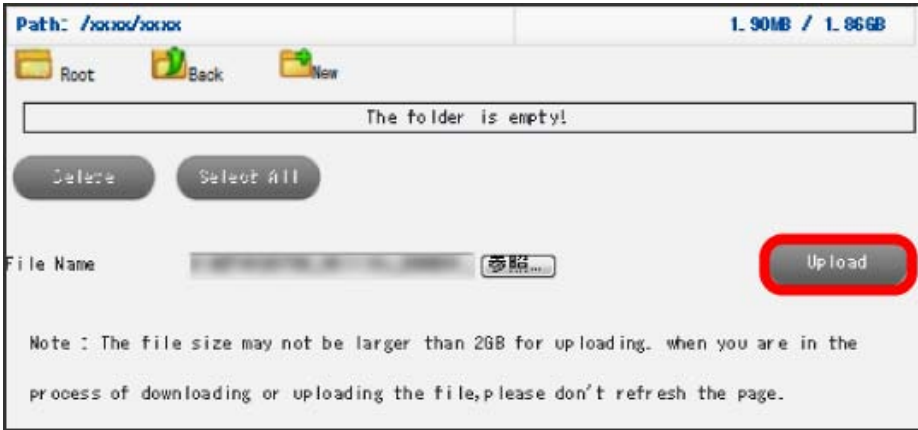 Path: /xxxx/xxxx 1.90MB / 1.86GB
Root Back New
The folder is empty!
Delete Select All
File Name 参照... Upload
Note : The file size may not be larger than 2GB for uploading. when you are in the
process of downloading or uploading the file,please don't refresh the page.